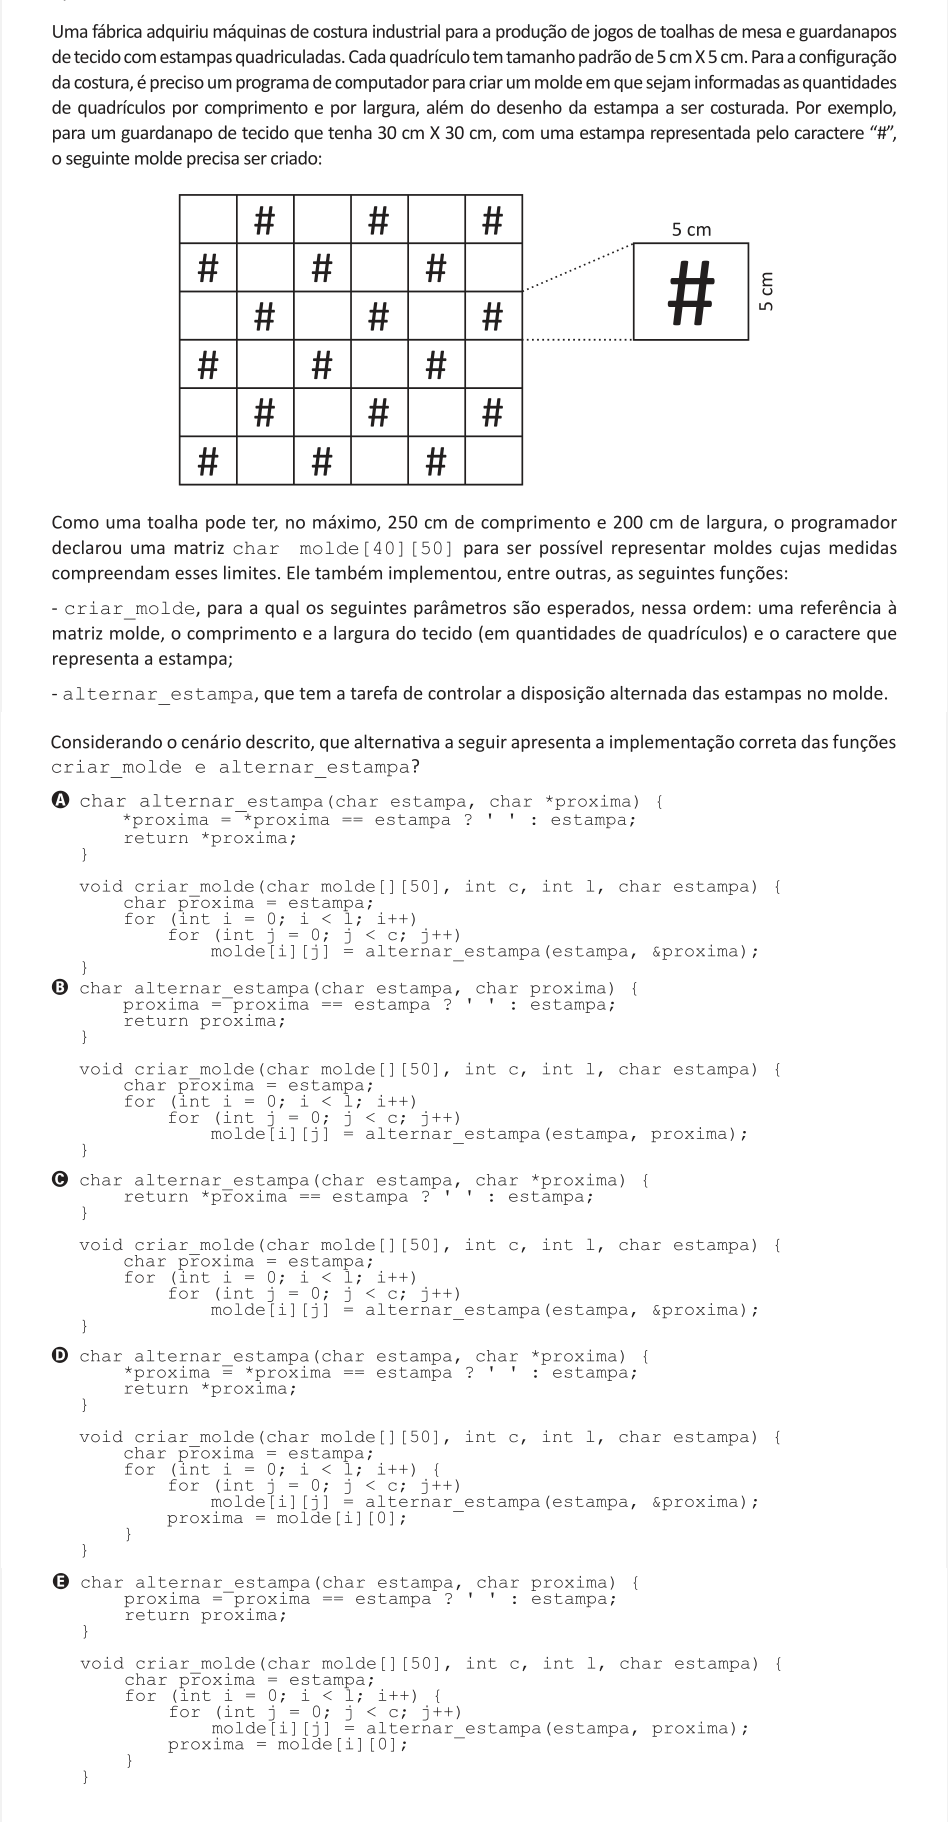 Uma fábrica adquiriu máquinas de costura industrial para a produção de jogos de toalhas de mesa e guardanapos
de tecido com estampas quadriculadas. Cada quadrículo tem tamanho padrão de 5 cm X 5 cm. Para a configuração
da costura, é preciso um programa de computador para criar um molde em que sejam informadas as quantidades
de quadrículos por comprimento e por largura, além do desenho da estampa a ser costurada. Por exemplo,
para um guardanapo de tecido que tenha 30 cm X 30 cm, com uma estampa representada pelo caractere “#”,
o seguinte molde precisa ser criado:
# # #
# # #
# # #
# # #
# # #
# # #
5 cm
#
5 cm
Como uma toalha pode ter, no máximo, 250 cm de comprimento e 200 cm de largura, o programador
declarou uma matriz char molde[40][50] para ser possível representar moldes cujas medidas
compreendam esses limites. Ele também implementou, entre outras, as seguintes funções:
- criar_molde, para a qual os seguintes parâmetros são esperados, nessa ordem: uma referência à
matriz molde, o comprimento e a largura do tecido (em quantidades de quadrículos) e o caractere que
representa a estampa;
- alternar_estampa, que tem a tarefa de controlar a disposição alternada das estampas no molde.
Considerando o cenário descrito, que alternativa a seguir apresenta a implementação correta das funções
criar_molde e alternar_estampa?
A char alternar_estampa(char estampa, char *proxima) {
*proxima = *proxima == estampa ? ' ' : estampa;
return *proxima;
}
void criar_molde(char molde[][50], int c, int l, char estampa) {
char proxima = estampa;
for (int i = 0; i < l; i++)
for (int j = 0; j < c; j++)
molde[i][j] = alternar_estampa(estampa, &proxima);
}
B char alternar_estampa(char estampa, char proxima) {
proxima = proxima == estampa ? ' ' : estampa;
return proxima;
}
void criar_molde(char molde[][50], int c, int l, char estampa) {
char proxima = estampa;
for (int i = 0; i < l; i++)
for (int j = 0; j < c; j++)
molde[i][j] = alternar_estampa(estampa, proxima);
}
C char alternar_estampa(char estampa, char *proxima) {
return *proxima == estampa ? ' ' : estampa;
}
void criar_molde(char molde[][50], int c, int l, char estampa) {
char proxima = estampa;
for (int i = 0; i < l; i++)
for (int j = 0; j < c; j++)
molde[i][j] = alternar_estampa(estampa, &proxima);
}
D char alternar_estampa(char estampa, char *proxima) {
*proxima = *proxima == estampa ? ' ' : estampa;
return *proxima;
}
void criar_molde(char molde[][50], int c, int l, char estampa) {
char proxima = estampa;
for (int i = 0; i < l; i++) {
for (int j = 0; j < c; j++)
molde[i][j] = alternar_estampa(estampa, &proxima);
proxima = molde[i][0];
}
}
E char alternar_estampa(char estampa, char proxima) {
proxima = proxima == estampa ? ' ' : estampa;
return proxima;
}
void criar_molde(char molde[][50], int c, int l, char estampa) {
char proxima = estampa;
for (int i = 0; i < l; i++) {
for (int j = 0; j < c; j++)
molde[i][j] = alternar_estampa(estampa, proxima);
proxima = molde[i][0];
}
}